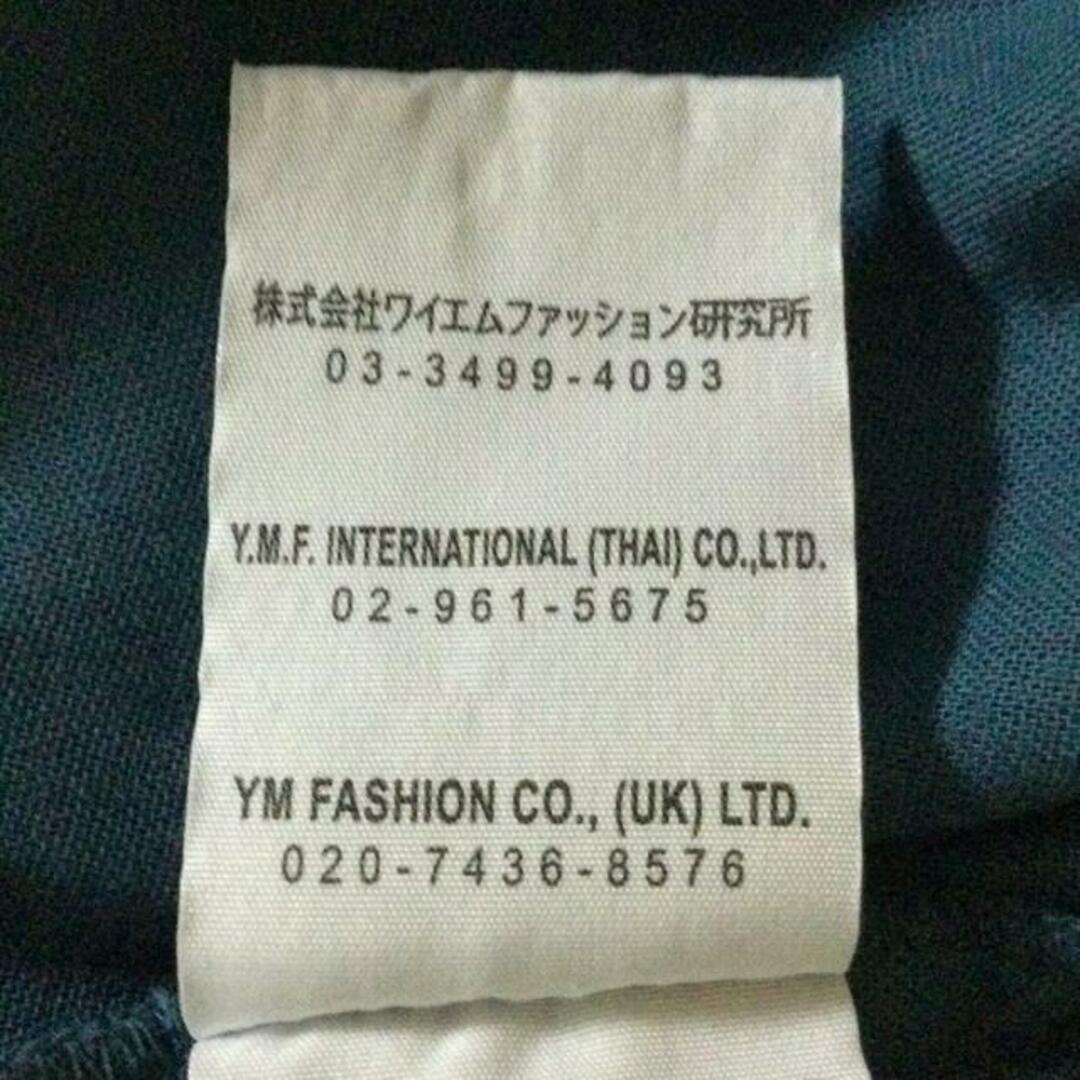 株式会社ワイエムファッション研究所
03-3499-4093
Y.M.F. INTERNATIONAL (THAI) CO.,LTD.
02-961-5675
YM FASHION CO., (UK) LTD.
020-7436-8576